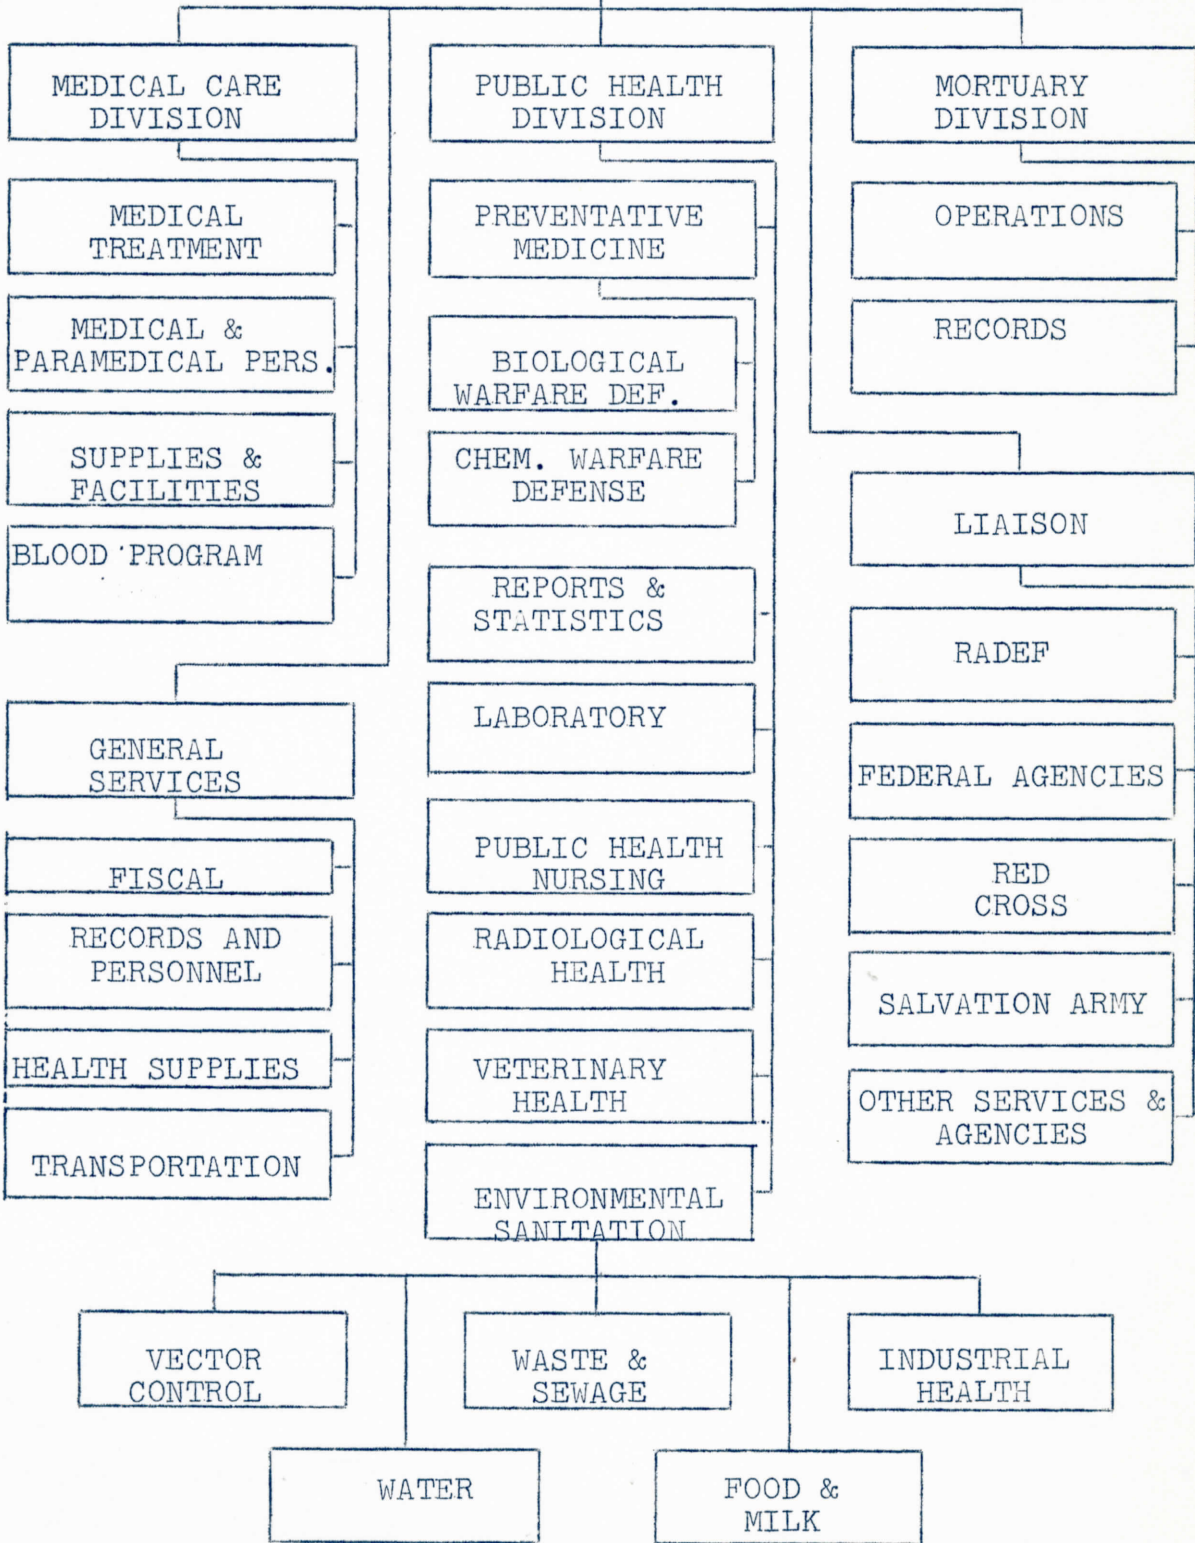 MEDICAL CARE
DIVISION
MEDICAL
TREATMENT
MEDICAL &
PARAMEDICAL PERS.
SUPPLIES &
FACILITIES
BLOOD PROGRAM
GENERAL
SERVICES
FISCAL
RECORDS AND
PERSONNEL
HEALTH SUPPLIES
TRANSPORTATION
PUBLIC HEALTH
DIVISION
PREVENTATIVE
MEDICINE
BIOLOGICAL
WARFARE DEF.
CHEM. WARFARE
DEFENSE
REPORTS &
STATISTICS
LABORATORY
PUBLIC HEALTH
NURSING
RADIOLOGICAL
HEALTH
VETERINARY
HEALTH
ENVIRONMENTAL
SANITATION
MORTUARY
DIVISION
OPERATIONS
RECORDS
LIAISON
RADEF
FEDERAL AGENCIES
RED
CROSS
SALVATION ARMY
OTHER SERVICES &
AGENCIES
VECTOR
CONTROL
WATER
WASTE &
SEWAGE
FOOD &
MILK
INDUSTRIAL
HEALTH